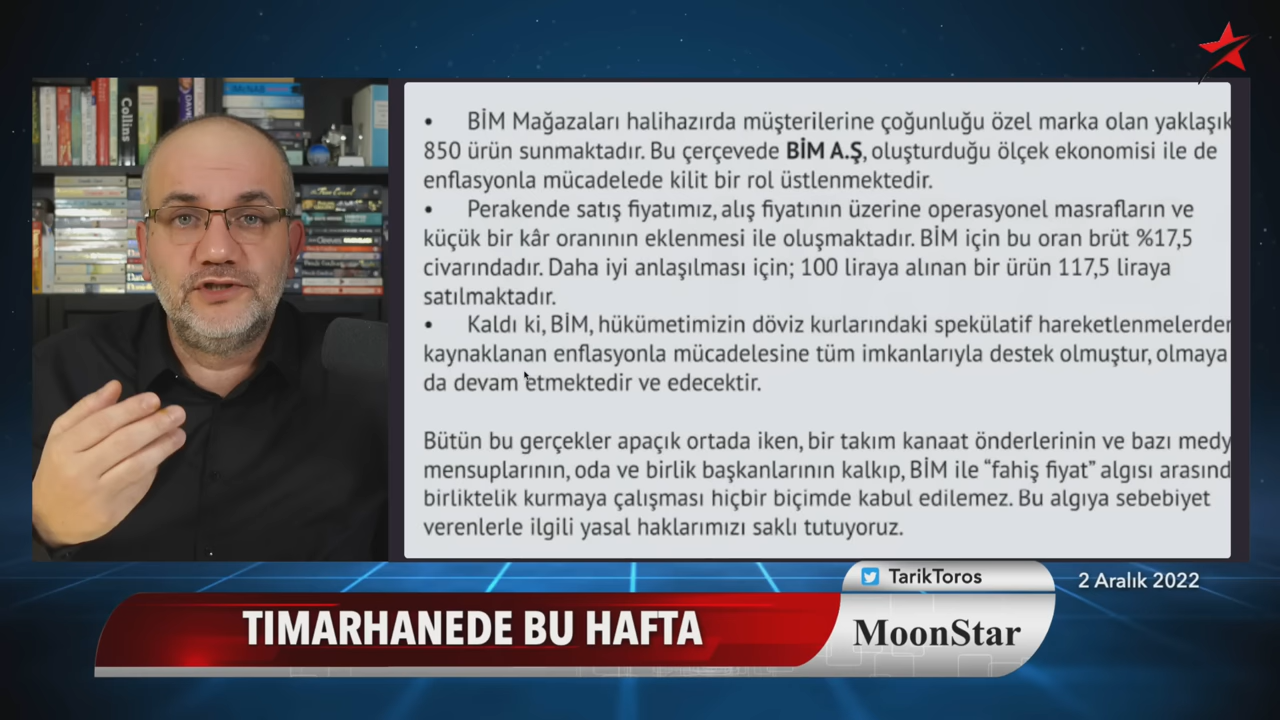 • BİM Mağazaları halihazırda müşterilerine çoğunluğu özel marka olan yaklaşık
850 ürün sunmaktadır. Bu çerçevede BİM A.Ş, oluşturduğu ölçek ekonomisi ile de
enflasyonla mücadelede kilit bir rol üstlenmektedir.
• Perakende satış fiyatımız, alış fiyatının üzerine operasyonel masrafların ve
küçük bir kâr oranının eklenmesi ile oluşmaktadır. BİM için bu oran brüt %17,5
civarındadır. Daha iyi anlaşılması için; 100 liraya alınan bir ürün 117,5 liraya
satılmaktadır.
• Kaldı ki, BİM, hükümetimizin döviz kurlarındaki spekülatif hareketlenmelerder
kaynaklanan enflasyonla mücadelesine tüm imkanlarıyla destek olmuştur, olmaya
da devam etmektedir ve edecektir.
Bütün bu gerçekler apaçık ortada iken, bir takım kanaat önderlerinin ve bazı medy
mensuplarının, oda ve birlik başkanlarının kalkıp, BİM ile “fahiş fiyat” algısı arasınd
birliktelik kurmaya çalışması hiçbir biçimde kabul edilemez. Bu algıya sebebiyet
verenlerle ilgili yasal haklarımızı saklı tutuyoruz.
Collins
TarikToros
2 Aralık 2022
TIMARHANEDE BU HAFTA
MoonStar